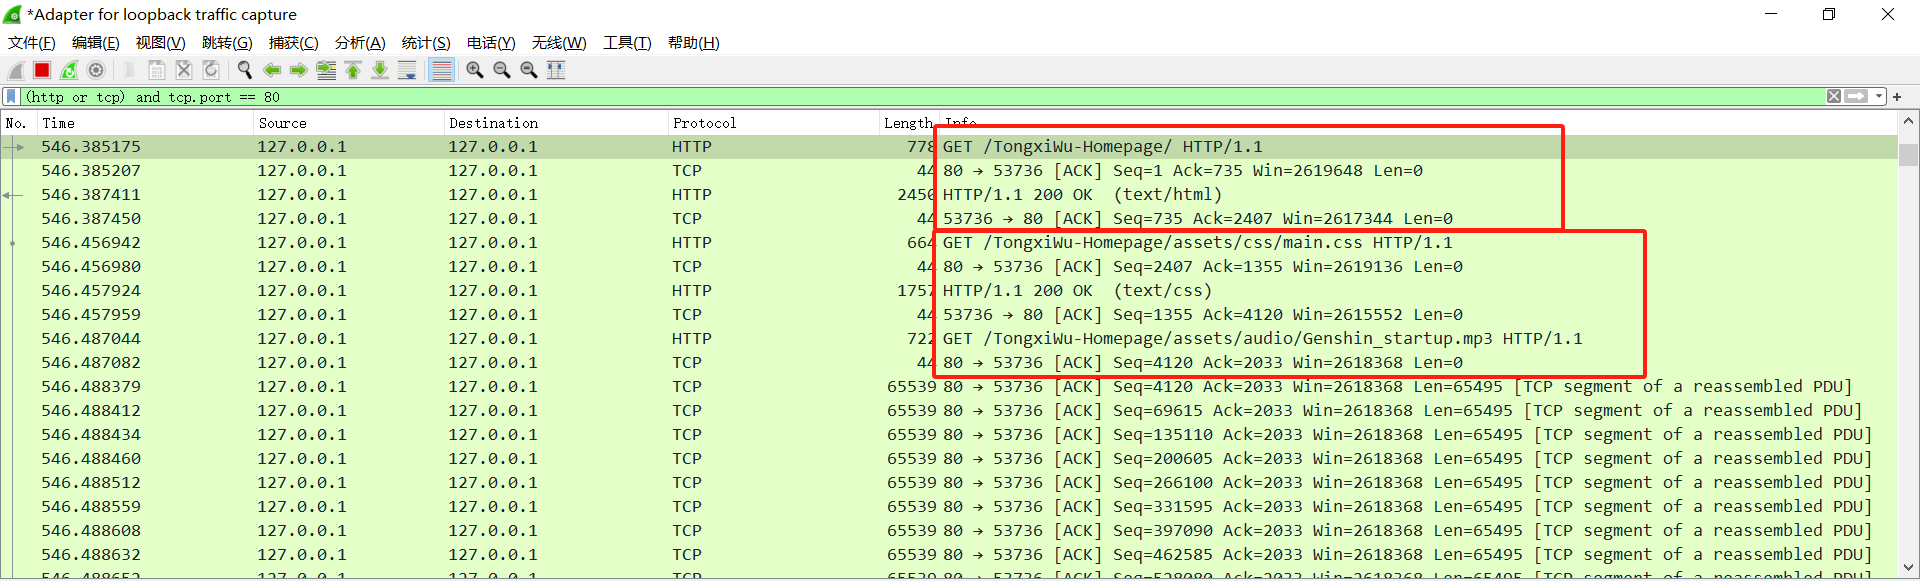 *Adapter for loopback traffic capture
文件(F) 编辑(E) 视图(V) 跳转(G) 捕获(C) 分析(A) 统计(S) 电话(Y) 无线(W) 工具(T) 帮助(H)
(http or tcp) and tcp.port == 80
No. Time Source Destination Protocol Length Info
546.385175 127.0.0.1 127.0.0.1 HTTP 778 GET /TongxiWu-Homepage/ HTTP/1.1
546.385207 127.0.0.1 127.0.0.1 TCP 44 80 → 53736 [ACK] Seq=1 Ack=735 Win=2619648 Len=0
546.387411 127.0.0.1 127.0.0.1 HTTP 2450 HTTP/1.1 200 OK (text/html)
546.387450 127.0.0.1 127.0.0.1 TCP 44 53736 → 80 [ACK] Seq=735 Ack=2407 Win=2617344 Len=0
546.456942 127.0.0.1 127.0.0.1 HTTP 664 GET /TongxiWu-Homepage/assets/css/main.css HTTP/1.1
546.456980 127.0.0.1 127.0.0.1 TCP 44 80 → 53736 [ACK] Seq=2407 Ack=1355 Win=2619136 Len=0
546.457924 127.0.0.1 127.0.0.1 HTTP 1757 HTTP/1.1 200 OK (text/css)
546.457959 127.0.0.1 127.0.0.1 TCP 44 53736 → 80 [ACK] Seq=1355 Ack=4120 Win=2615552 Len=0
546.487044 127.0.0.1 127.0.0.1 HTTP 722 GET /TongxiWu-Homepage/assets/audio/Genshin_startup.mp3 HTTP/1.1
546.487082 127.0.0.1 127.0.0.1 TCP 44 80 → 53736 [ACK] Seq=4120 Ack=2033 Win=2618368 Len=0
546.488379 127.0.0.1 127.0.0.1 TCP 65539 80 → 53736 [ACK] Seq=4120 Ack=2033 Win=2618368 Len=65495 [TCP segment of a reassembled PDU]
546.488412 127.0.0.1 127.0.0.1 TCP 65539 80 → 53736 [ACK] Seq=69615 Ack=2033 Win=2618368 Len=65495 [TCP segment of a reassembled PDU]
546.488434 127.0.0.1 127.0.0.1 TCP 65539 80 → 53736 [ACK] Seq=135110 Ack=2033 Win=2618368 Len=65495 [TCP segment of a reassembled PDU]
546.488460 127.0.0.1 127.0.0.1 TCP 65539 80 → 53736 [ACK] Seq=200605 Ack=2033 Win=2618368 Len=65495 [TCP segment of a reassembled PDU]
546.488512 127.0.0.1 127.0.0.1 TCP 65539 80 → 53736 [ACK] Seq=266100 Ack=2033 Win=2618368 Len=65495 [TCP segment of a reassembled PDU]
546.488559 127.0.0.1 127.0.0.1 TCP 65539 80 → 53736 [ACK] Seq=331595 Ack=2033 Win=2618368 Len=65495 [TCP segment of a reassembled PDU]
546.488608 127.0.0.1 127.0.0.1 TCP 65539 80 → 53736 [ACK] Seq=397090 Ack=2033 Win=2618368 Len=65495 [TCP segment of a reassembled PDU]
546.488632 127.0.0.1 127.0.0.1 TCP 65539 80 → 53736 [ACK] Seq=462585 Ack=2033 Win=2618368 Len=65495 [TCP segment of a reassembled PDU]